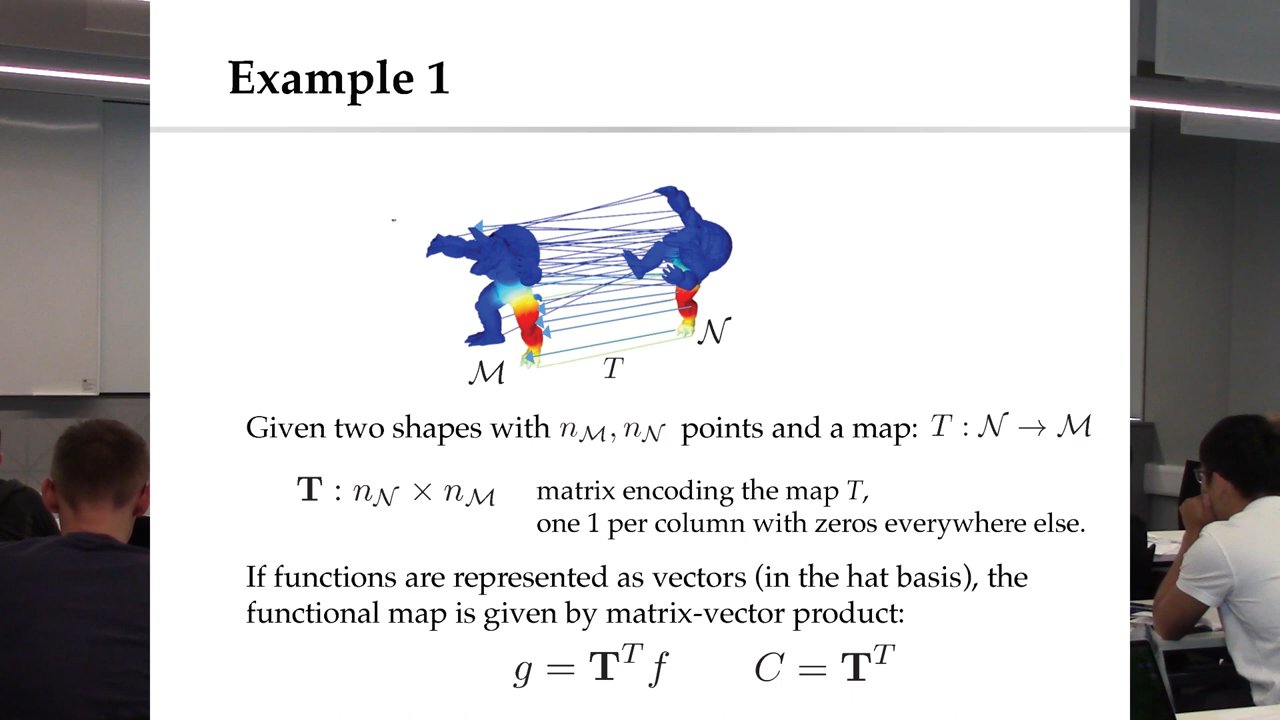 Example 1
𝒩
ℳ
T
Given two shapes with n_ℳ, n_𝒩 points and a map: T : 𝒩 → ℳ
𝐓 : n_𝒩 × n_ℳ matrix encoding the map T,
one 1 per column with zeros everywhere else.
If functions are represented as vectors (in the hat basis), the
functional map is given by matrix-vector product:
g = 𝐓^T f C = 𝐓^T